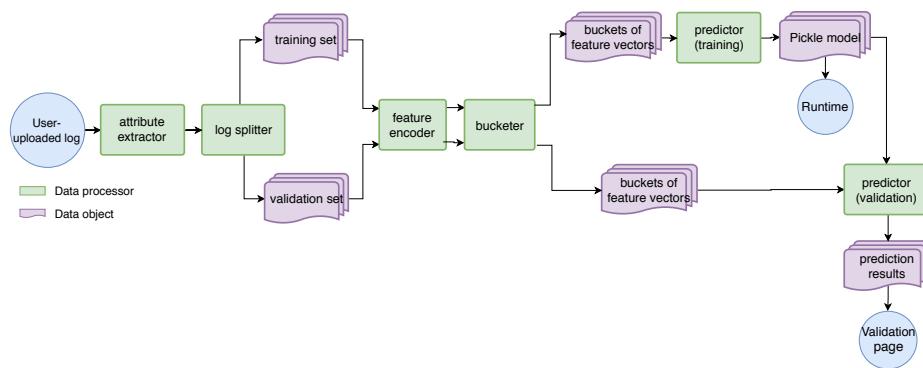 User-
uploaded log
attribute
extractor
log splitter
training set
validation set
feature
encoder
bucketer
buckets of
feature vectors
predictor
(training)
Pickle model
Runtime
buckets of
feature vectors
predictor
(validation)
prediction
results
Validation
page
Data processor
Data object